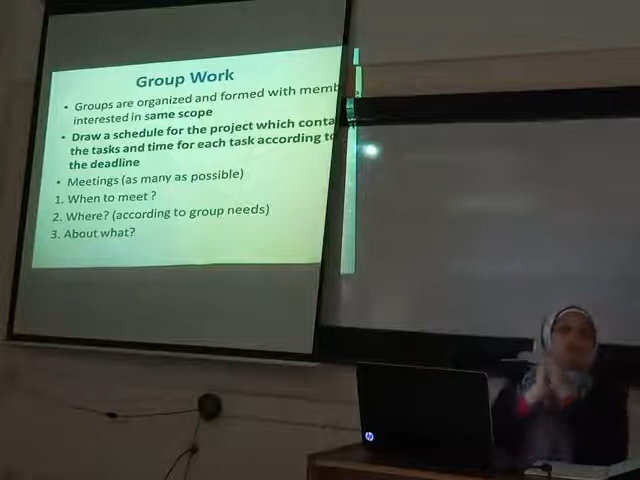 Group Work
• Groups are organized and formed with memb
interested in same scope
• Draw a schedule for the project which conta
the tasks and time for each task according to
the deadline
• Meetings (as many as possible)
1. When to meet ?
2. Where? (according to group needs)
3. About what?
hp